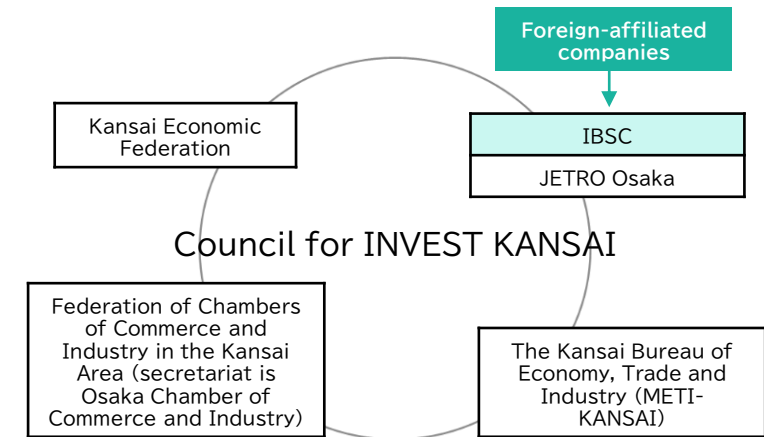 Foreign-affiliated
companies
Kansai Economic
Federation
IBSC
JETRO Osaka
Council for INVEST KANSAI
Federation of Chambers
of Commerce and
Industry in the Kansai
Area (secretariat is
Osaka Chamber of
Commerce and Industry)
The Kansai Bureau of
Economy, Trade and
Industry (METI-
KANSAI)